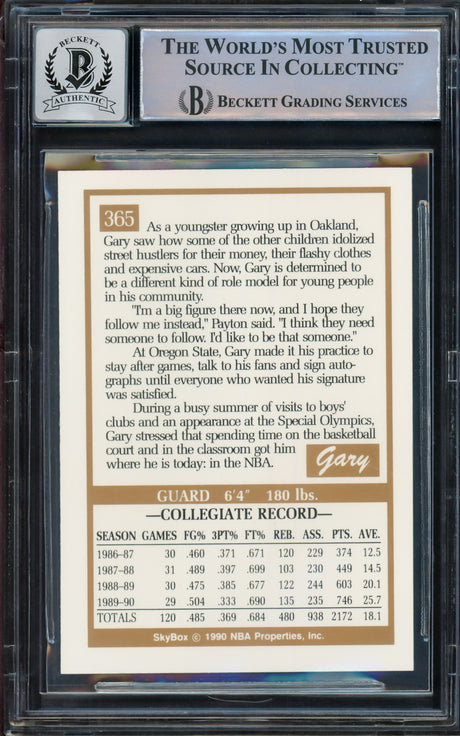 BECKETT
B
AUTHENTIC
THE WORLD'S MOST TRUSTED
SOURCE IN COLLECTING™
B BECKETT GRADING SERVICES
365
As a youngster growing up in Oakland,
Gary saw how some of the other children idolized
street hustlers for their money, their flashy clothes
and expensive cars. Now, Gary is determined to
be a different kind of role model for young people
in his community.
"I'm a big figure there now, and I hope they
follow me instead," Payton said. "I think they need
someone to follow. I'd like to be that someone."
At Oregon State, Gary made it his practice to
stay after games, talk to his fans and sign auto-
graphs until everyone who wanted his signature
was satisfied.
During a busy summer of visits to boys'
clubs and an appearance at the Special Olympics,
Gary stressed that spending time on the basketball
court and in the classroom got him
where he is today: in the NBA.
Gary
GUARD 6'4" 180 lbs.
—COLLEGIATE RECORD—
SEASON GAMES FG% 3PT% FT% REB. ASS. PTS. AVE.
1986–87 30 .460 .371 .671 120 229 374 12.5
1987–88 31 .489 .397 .699 103 230 449 14.5
1988–89 30 .475 .385 .677 122 244 603 20.1
1989–90 29 .504 .333 .690 135 235 746 25.7
TOTALS 120 .485 .369 .684 480 938 2172 18.1
SkyBox © 1990 NBA Properties, Inc.